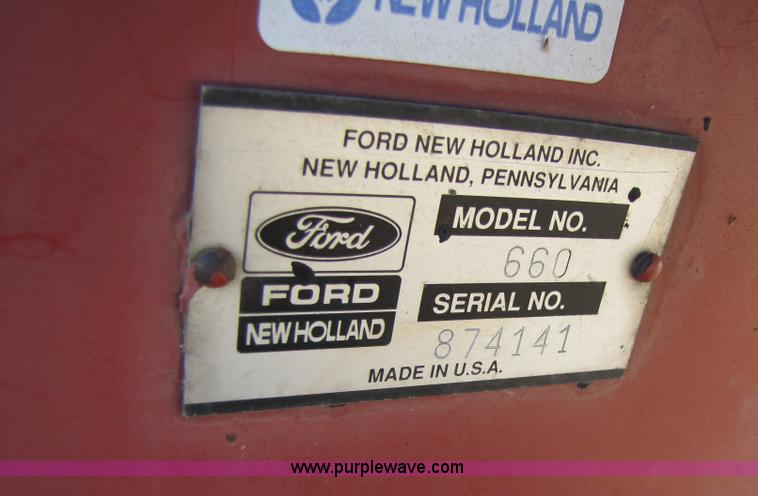 NEW HOLLAND
FORD NEW HOLLAND INC.
NEW HOLLAND, PENNSYLVANIA
Ford
FORD
NEW HOLLAND
MODEL NO.
660
SERIAL NO.
874141
MADE IN U.S.A.
www.purplewave.com